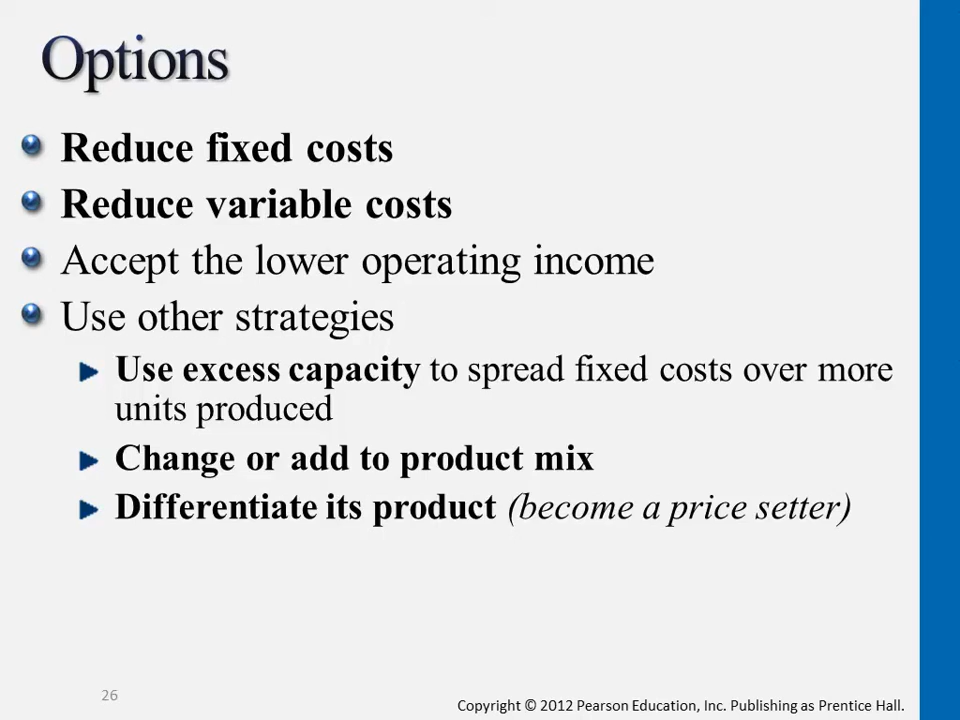 Options
Reduce fixed costs
Reduce variable costs
Accept the lower operating income
Use other strategies
Use excess capacity to spread fixed costs over more
units produced
Change or add to product mix
Differentiate its product (become a price setter)
26
Copyright © 2012 Pearson Education, Inc. Publishing as Prentice Hall.